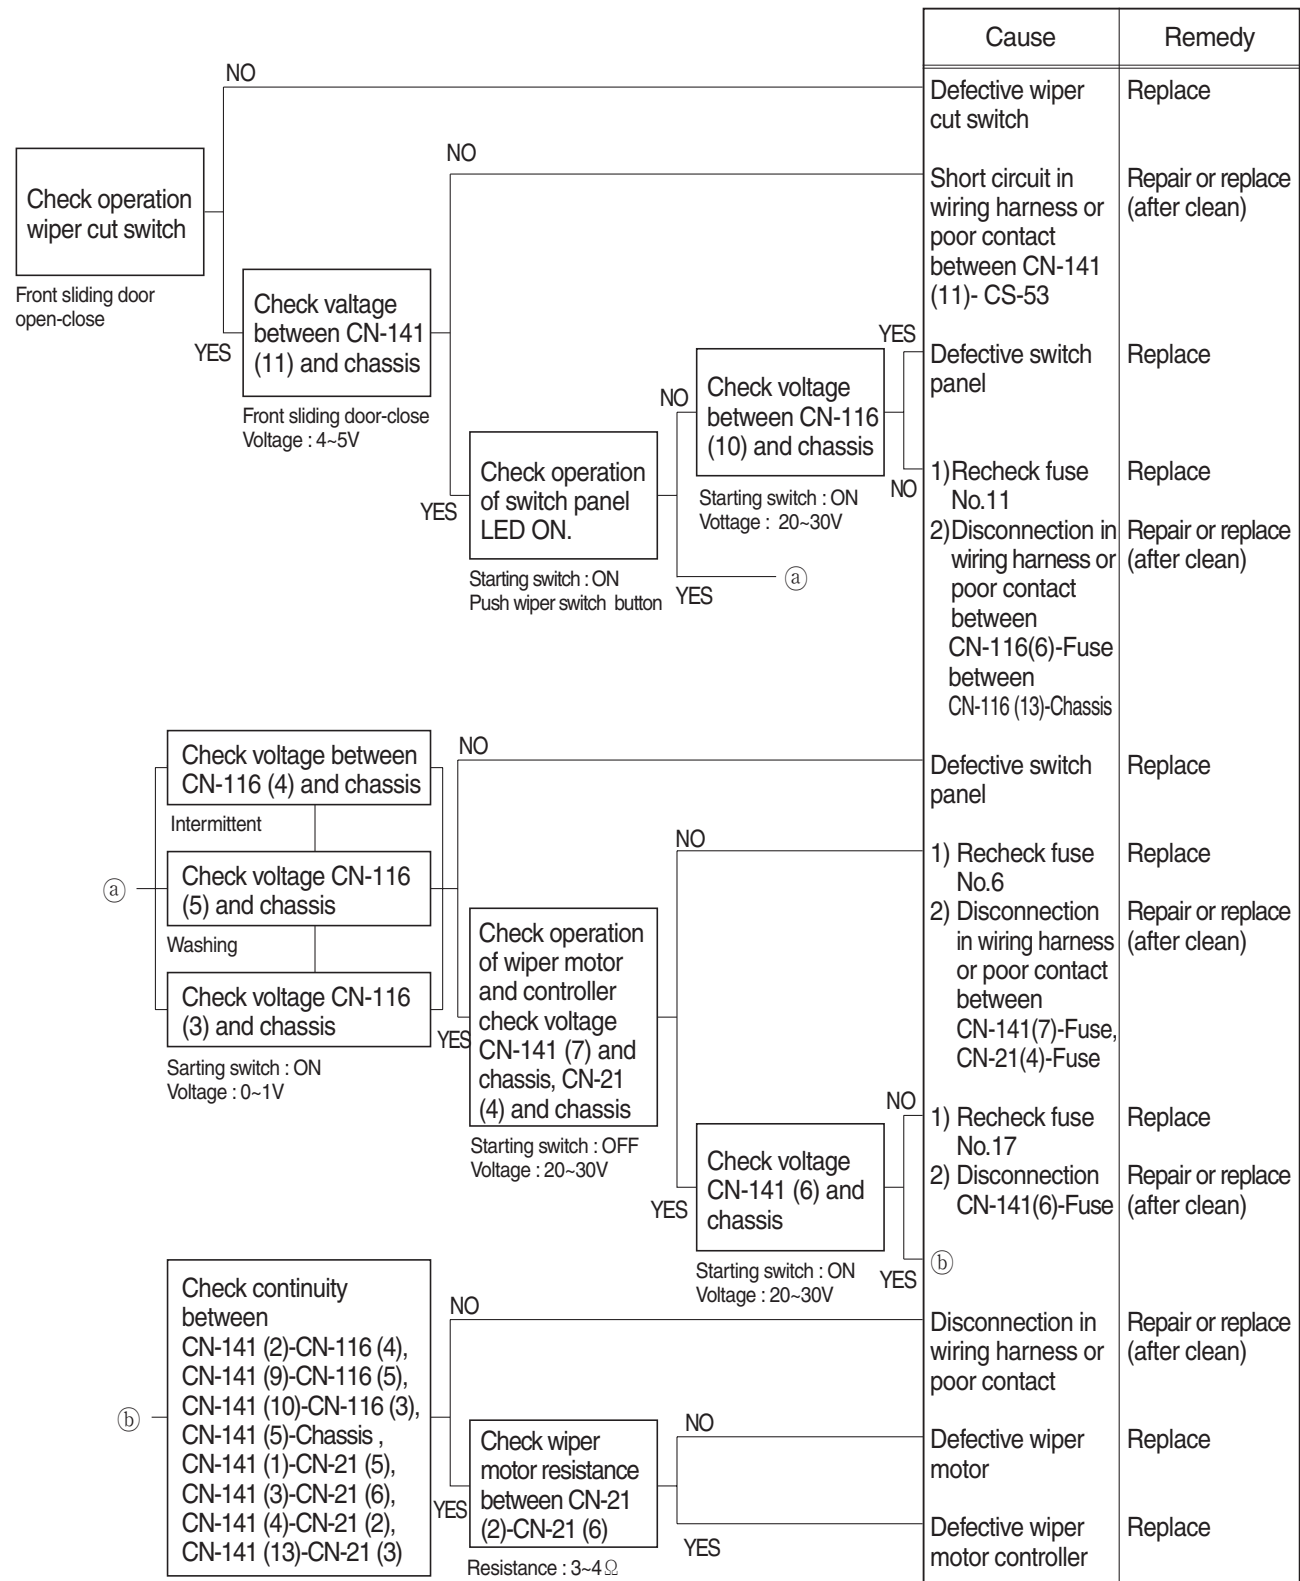 Cause
Remedy
NO
Defective wiper
cut switch
Replace
Check operation
wiper cut switch
Front sliding door
open-close
NO
Short circuit in
wiring harness or
poor contact
between CN-141
(11)- CS-53
Repair or replace
(after clean)
YES
Check valtage
between CN-141
(11) and chassis
Front sliding door-close
Voltage : 4~5V
YES
Check operation
of switch panel
LED ON.
Starting switch : ON
Push wiper switch button
NO
Check voltage
between CN-116
(10) and chassis
Starting switch : ON
Vottage : 20~30V
YES
Defective switch
panel
Replace
NO
1)Recheck fuse
No.11
Replace
2)Disconnection in
wiring harness or
poor contact
between
CN-116(6)-Fuse
between
CN-116 (13)-Chassis
Repair or replace
(after clean)
YES
ⓐ
ⓐ
Check voltage between
CN-116 (4) and chassis
Intermittent
Check voltage CN-116
(5) and chassis
Washing
Check voltage CN-116
(3) and chassis
Sarting switch : ON
Voltage : 0~1V
NO
Defective switch
panel
Replace
YES
Check operation
of wiper motor
and controller
check voltage
CN-141 (7) and
chassis, CN-21
(4) and chassis
Starting switch : OFF
Voltage : 20~30V
NO
1) Recheck fuse
No.6
Replace
2) Disconnection
in wiring harness
or poor contact
between
CN-141(7)-Fuse,
CN-21(4)-Fuse
Repair or replace
(after clean)
YES
Check voltage
CN-141 (6) and
chassis
Starting switch : ON
Voltage : 20~30V
NO
1) Recheck fuse
No.17
Replace
2) Disconnection
CN-141(6)-Fuse
Repair or replace
(after clean)
YES
ⓑ
ⓑ
Check continuity
between
CN-141 (2)-CN-116 (4),
CN-141 (9)-CN-116 (5),
CN-141 (10)-CN-116 (3),
CN-141 (5)-Chassis ,
CN-141 (1)-CN-21 (5),
CN-141 (3)-CN-21 (6),
CN-141 (4)-CN-21 (2),
CN-141 (13)-CN-21 (3)
NO
Disconnection in
wiring harness or
poor contact
Repair or replace
(after clean)
YES
Check wiper
motor resistance
between CN-21
(2)-CN-21 (6)
Resistance : 3~4Ω
NO
Defective wiper
motor
Replace
YES
Defective wiper
motor controller
Replace